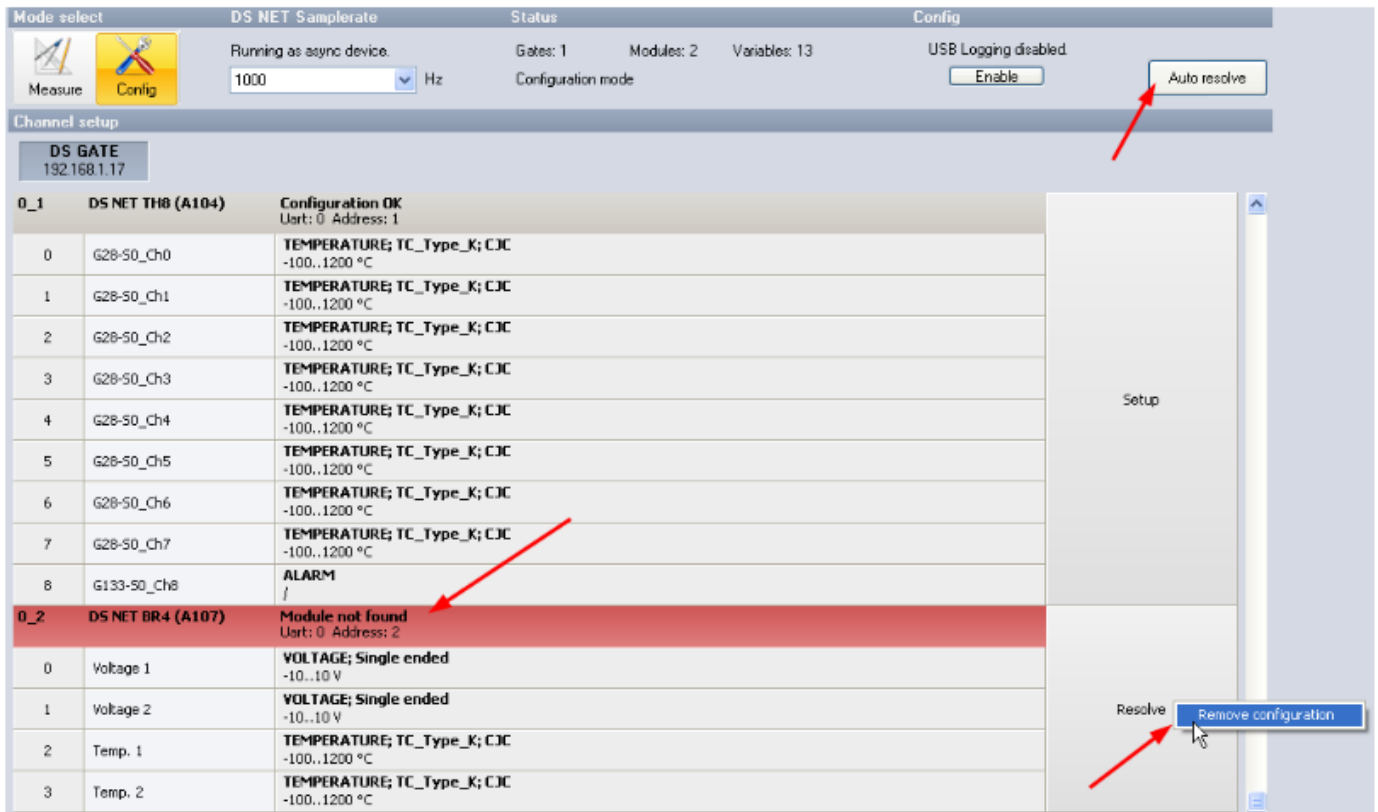 Mode select DS NET Samplerate Status Config
Running as async device. Gates: 1 Modules: 2 Variables: 13 USB Logging disabled.
1000 Hz Configuration mode Enable Auto resolve
Measure Config
Channel setup
DS GATE
192.168.1.17
0_1 DS NET TH8 (A104) Configuration OK
Uart: 0 Address: 1
0 G28-S0_Ch0 TEMPERATURE; TC_Type_K; CJC
-100..1200 °C
1 G28-S0_Ch1 TEMPERATURE; TC_Type_K; CJC
-100..1200 °C
2 G28-S0_Ch2 TEMPERATURE; TC_Type_K; CJC
-100..1200 °C
3 G28-S0_Ch3 TEMPERATURE; TC_Type_K; CJC
-100..1200 °C
Setup
4 G28-S0_Ch4 TEMPERATURE; TC_Type_K; CJC
-100..1200 °C
5 G28-S0_Ch5 TEMPERATURE; TC_Type_K; CJC
-100..1200 °C
6 G28-S0_Ch6 TEMPERATURE; TC_Type_K; CJC
-100..1200 °C
7 G28-S0_Ch7 TEMPERATURE; TC_Type_K; CJC
-100..1200 °C
8 G133-S0_Ch8 ALARM
/
0_2 DS NET BR4 (A107) Module not found
Uart: 0 Address: 2
0 Voltage 1 VOLTAGE; Single ended
-10..10 V
1 Voltage 2 VOLTAGE; Single ended
-10..10 V
Resolve Remove configuration
2 Temp. 1 TEMPERATURE; TC_Type_K; CJC
-100..1200 °C
3 Temp. 2 TEMPERATURE; TC_Type_K; CJC
-100..1200 °C